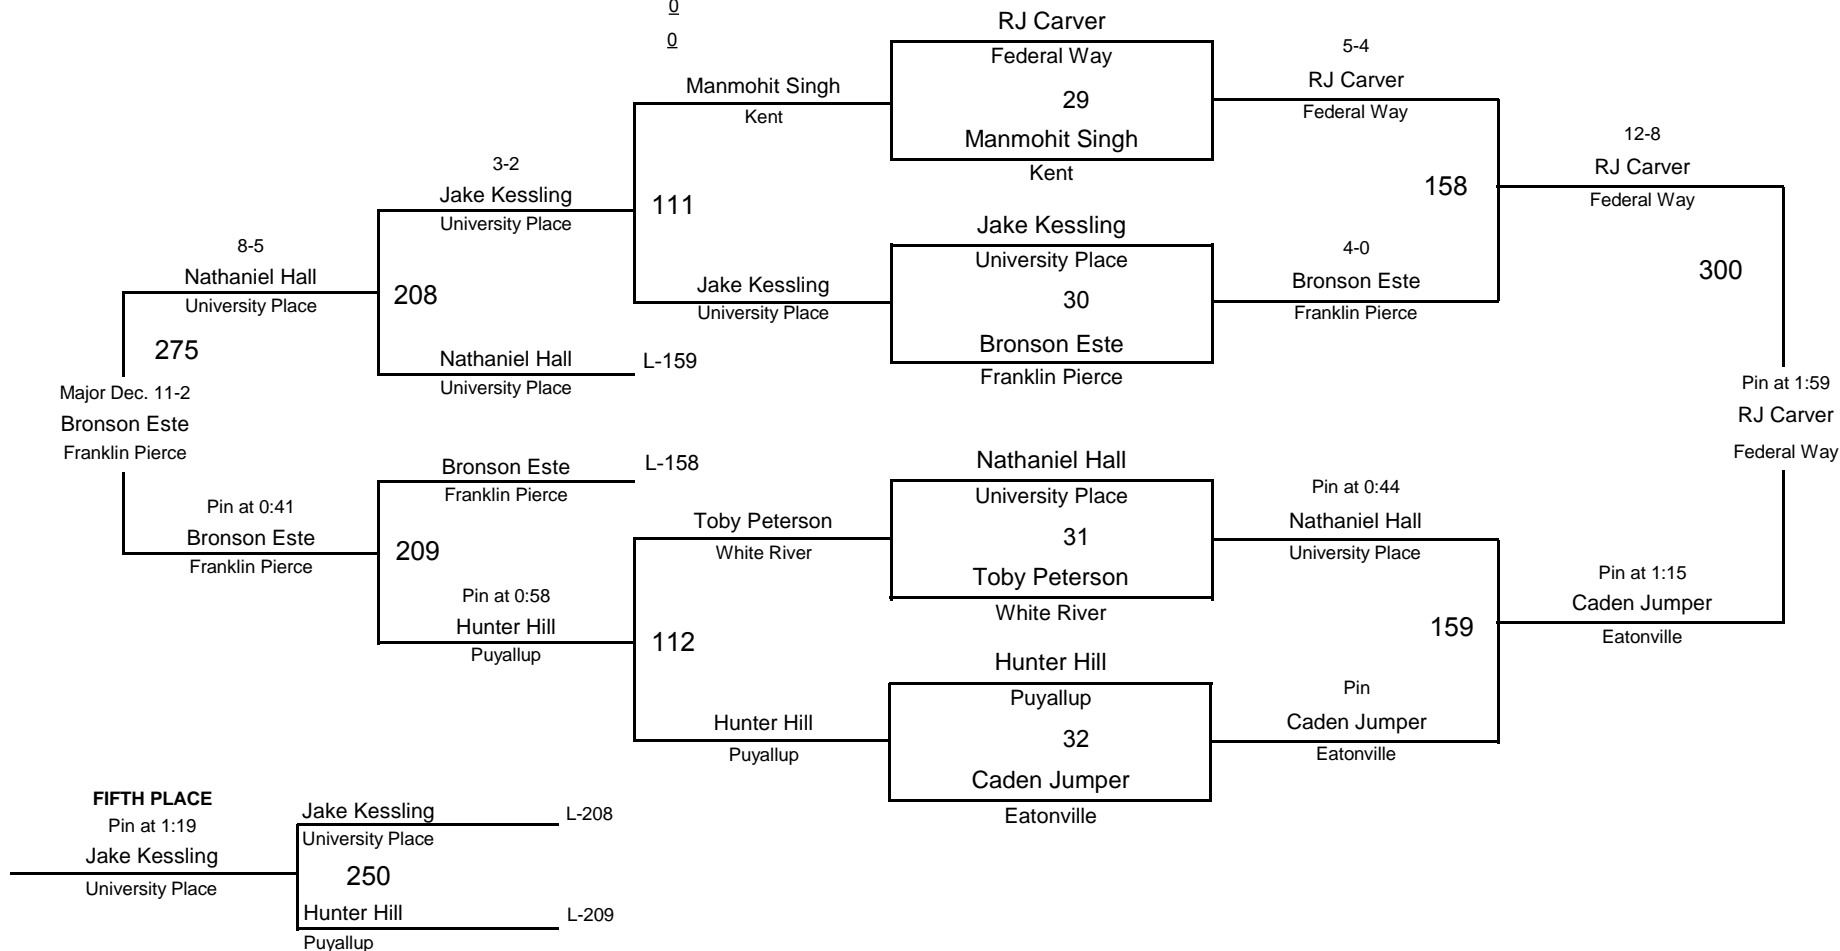 0
0
RJ Carver
Federal Way
29
Manmohit Singh
Kent
5-4
RJ Carver
Federal Way
12-8
RJ Carver
Federal Way
158
Manmohit Singh
Kent
3-2
Jake Kessling
University Place
111
Jake Kessling
University Place
30
Bronson Este
Franklin Pierce
4-0
Bronson Este
Franklin Pierce
300
8-5
Nathaniel Hall
University Place
208
Jake Kessling
University Place
275
Nathaniel Hall
University Place
L-159
Major Dec. 11-2
Bronson Este
Franklin Pierce
Pin at 1:59
RJ Carver
Federal Way
Bronson Este
Franklin Pierce
L-158
Nathaniel Hall
University Place
31
Toby Peterson
White River
Pin at 0:44
Nathaniel Hall
University Place
Pin at 0:41
Bronson Este
Franklin Pierce
209
Toby Peterson
White River
Pin at 0:58
Hunter Hill
Puyallup
112
159
Pin at 1:15
Caden Jumper
Eatonville
Hunter Hill
Puyallup
32
Caden Jumper
Eatonville
Pin
Caden Jumper
Eatonville
Hunter Hill
Puyallup
FIFTH PLACE
Pin at 1:19
Jake Kessling
University Place
Jake Kessling
University Place
L-208
250
Hunter Hill
Puyallup
L-209